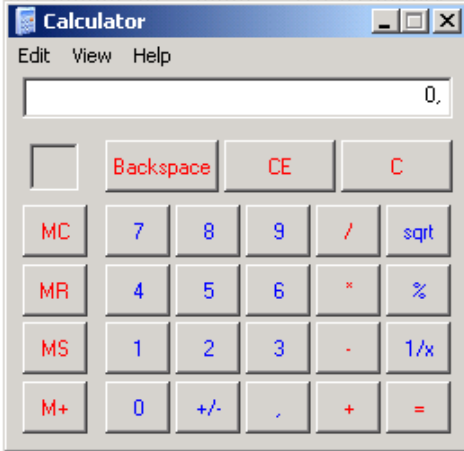 Calculator
Edit View Help
0,
Backspace CE C
MC 7 8 9 / sqrt
MR 4 5 6 * %
MS 1 2 3 - 1/x
M+ 0 +/- , + =